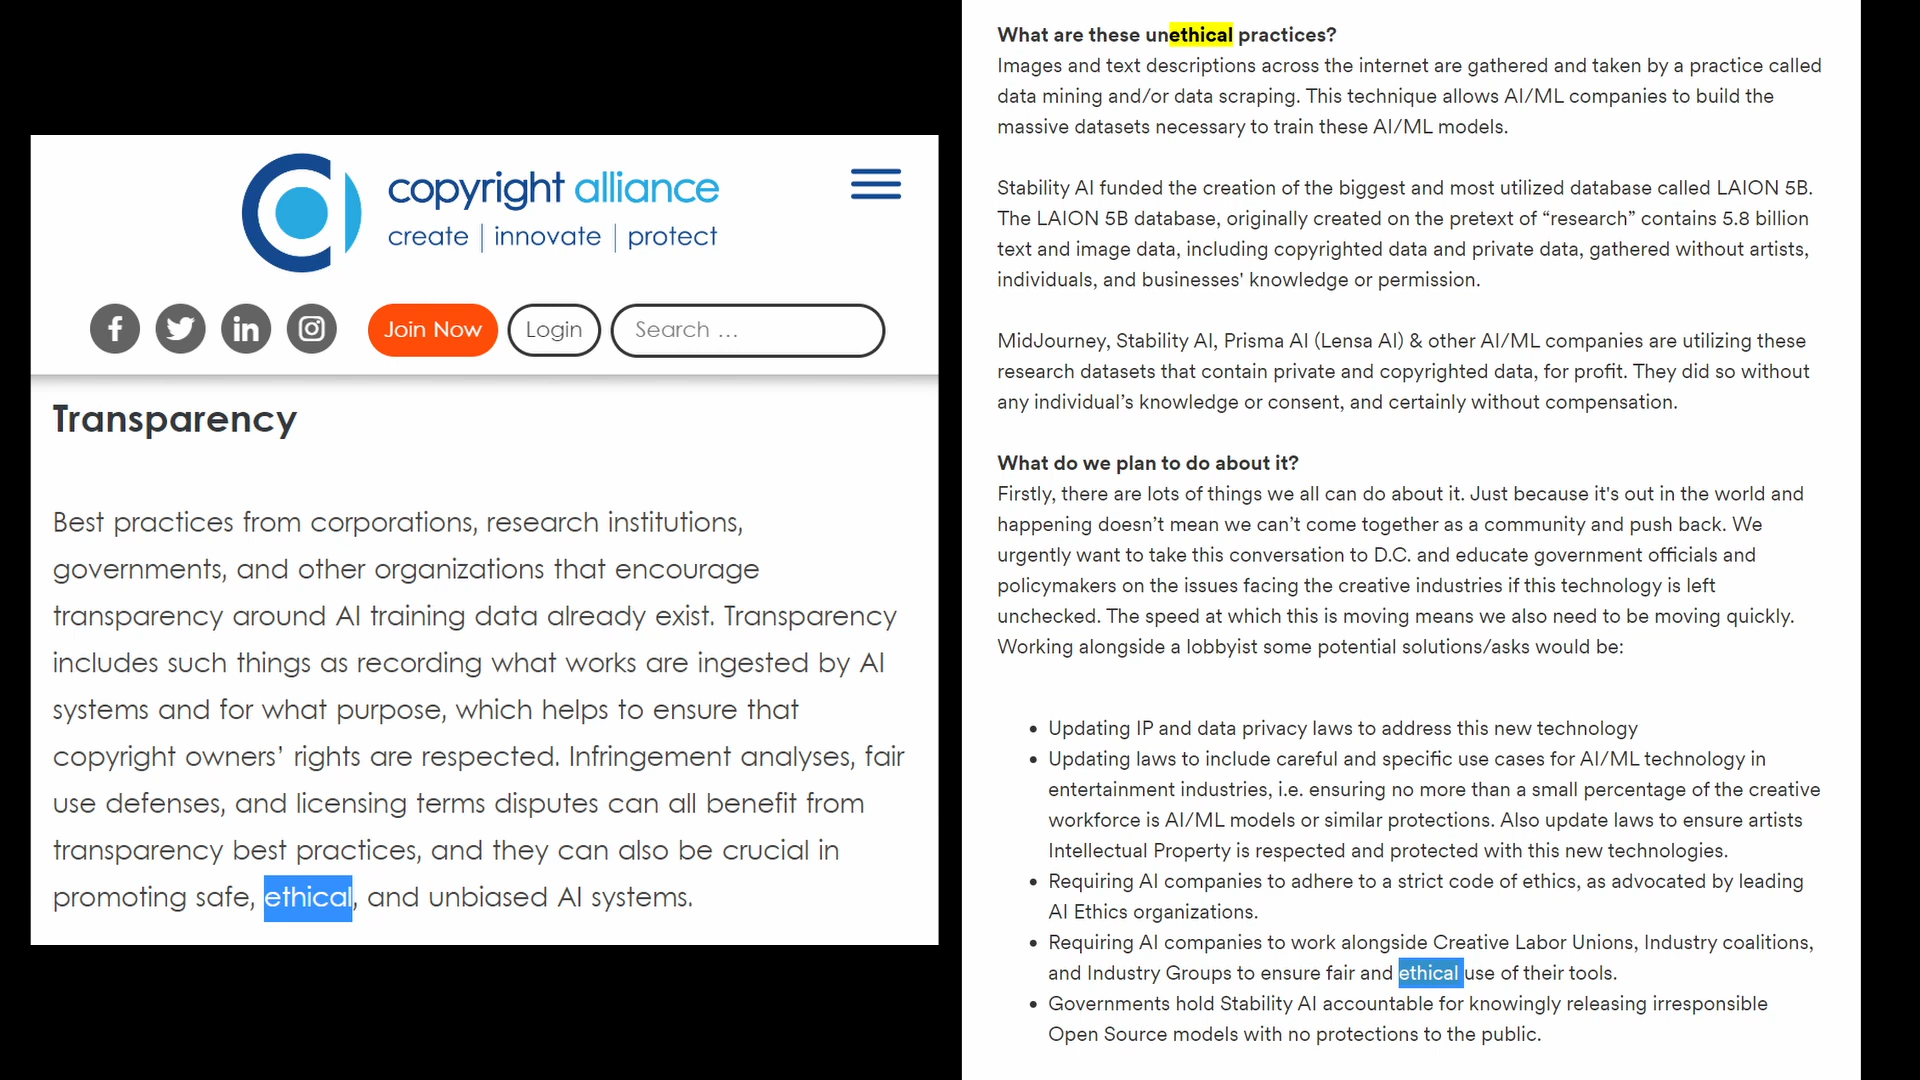 copyright alliance
create | innovate | protect
Join Now
Login
Search ...
Transparency
Best practices from corporations, research institutions,
governments, and other organizations that encourage
transparency around AI training data already exist. Transparency
includes such things as recording what works are ingested by AI
systems and for what purpose, which helps to ensure that
copyright owners’ rights are respected. Infringement analyses, fair
use defenses, and licensing terms disputes can all benefit from
transparency best practices, and they can also be crucial in
promoting safe, ethical, and unbiased AI systems.
What are these unethical practices?
Images and text descriptions across the internet are gathered and taken by a practice called
data mining and/or data scraping. This technique allows AI/ML companies to build the
massive datasets necessary to train these AI/ML models.
Stability AI funded the creation of the biggest and most utilized database called LAION 5B.
The LAION 5B database, originally created on the pretext of “research” contains 5.8 billion
text and image data, including copyrighted data and private data, gathered without artists,
individuals, and businesses' knowledge or permission.
MidJourney, Stability AI, Prisma AI (Lensa AI) & other AI/ML companies are utilizing these
research datasets that contain private and copyrighted data, for profit. They did so without
any individual’s knowledge or consent, and certainly without compensation.
What do we plan to do about it?
Firstly, there are lots of things we all can do about it. Just because it's out in the world and
happening doesn’t mean we can’t come together as a community and push back. We
urgently want to take this conversation to D.C. and educate government officials and
policymakers on the issues facing the creative industries if this technology is left
unchecked. The speed at which this is moving means we also need to be moving quickly.
Working alongside a lobbyist some potential solutions/asks would be:
• Updating IP and data privacy laws to address this new technology
• Updating laws to include careful and specific use cases for AI/ML technology in
entertainment industries, i.e. ensuring no more than a small percentage of the creative
workforce is AI/ML models or similar protections. Also update laws to ensure artists
Intellectual Property is respected and protected with this new technologies.
• Requiring AI companies to adhere to a strict code of ethics, as advocated by leading
AI Ethics organizations.
• Requiring AI companies to work alongside Creative Labor Unions, Industry coalitions,
and Industry Groups to ensure fair and ethical use of their tools.
• Governments hold Stability AI accountable for knowingly releasing irresponsible
Open Source models with no protections to the public.